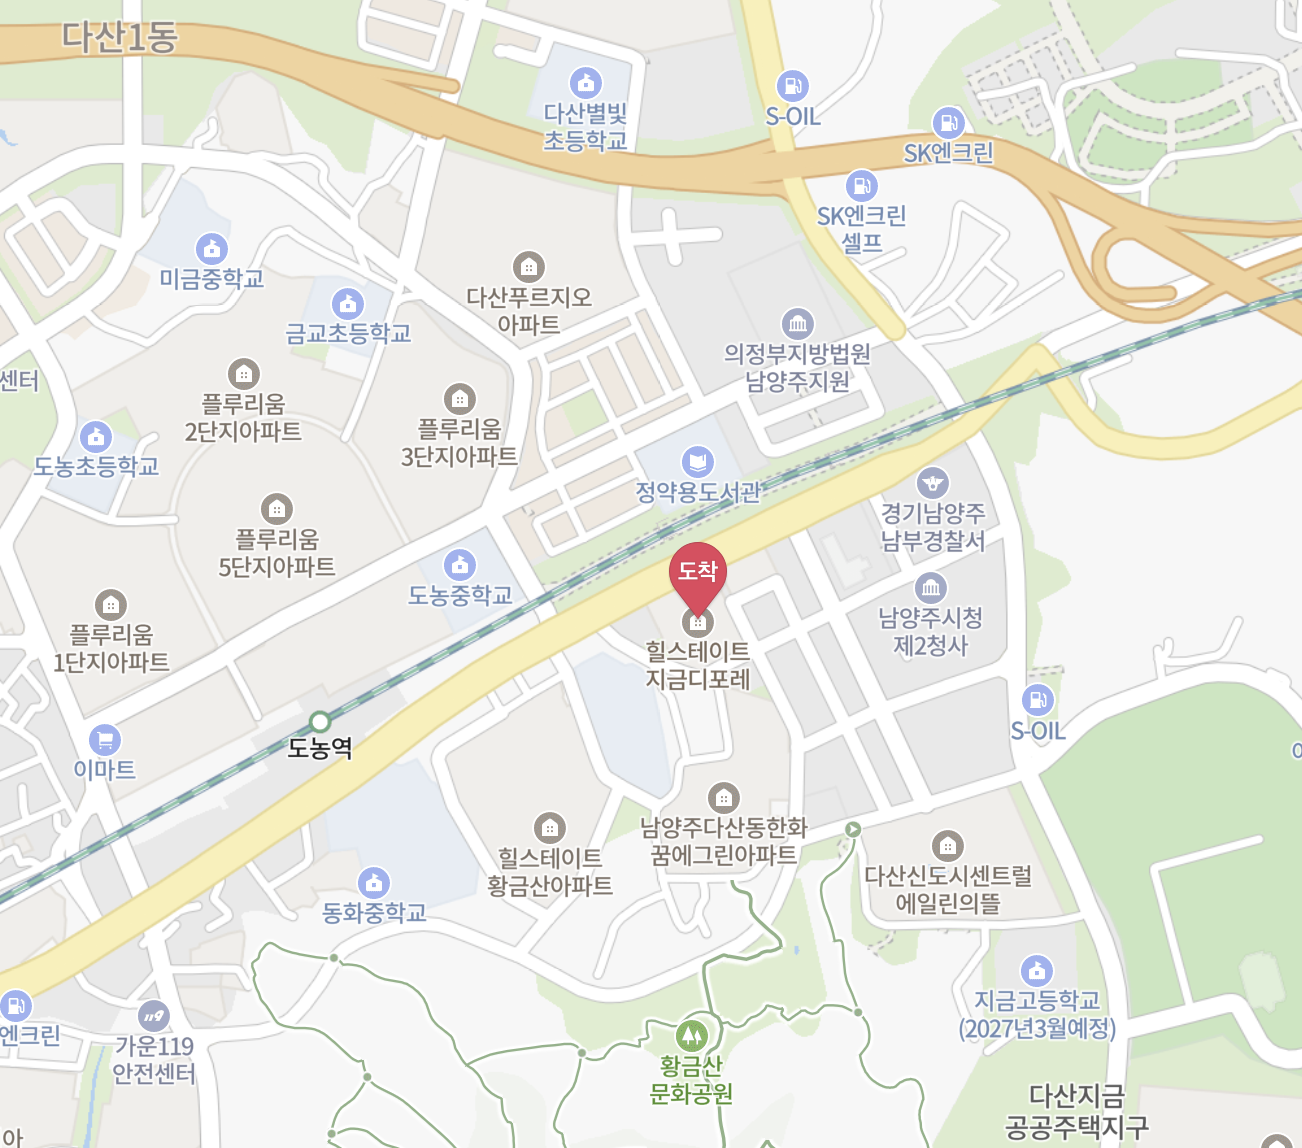 다산1동
다산별빛
초등학교
S-OIL
SK엔크린
SK엔크린
셀프
미금중학교
금교초등학교
다산푸르지오
아파트
의정부지방법원
남양주지원
센터
플루리움
2단지아파트
플루리움
3단지아파트
도농초등학교
정약용도서관
경기남양주
남부경찰서
플루리움
5단지아파트
도착
도농중학교
남양주시청
제2청사
플루리움
1단지아파트
힐스테이트
지금디포레
S-OIL
도농역
이마트
남양주다산동한화
꿈에그린아파트
힐스테이트
황금산아파트
다산신도시센트럴
에일린의뜰
동화중학교
지금고등학교
(2027년3월예정)
엔크린
119
가운119
안전센터
황금산
문화공원
다산지금
공공주택지구
아